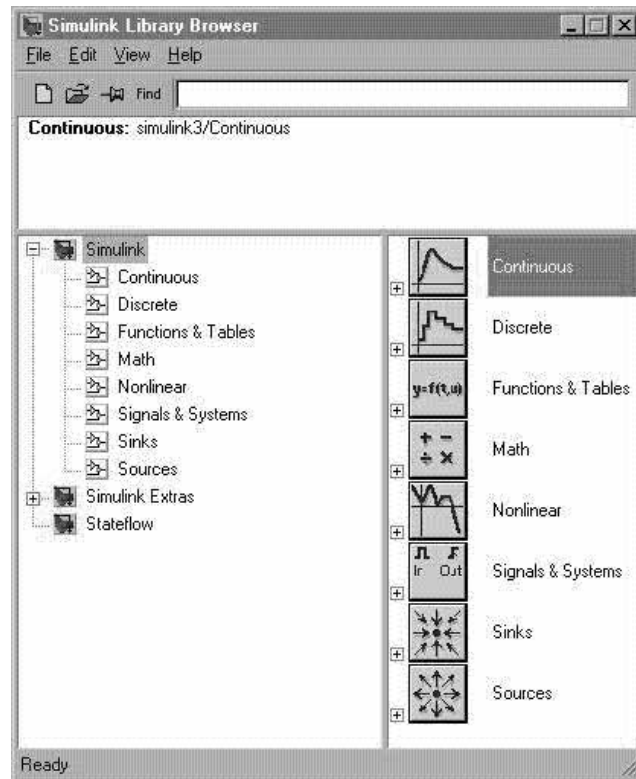 Simulink Library Browser
File Edit View Help
Find
Continuous: simulink3/Continuous
Simulink
Continuous
Discrete
Functions & Tables
Math
Nonlinear
Signals & Systems
Sinks
Sources
Simulink Extras
Stateflow
Continuous
Discrete
y=f(t,u) Functions & Tables
+ - ÷ × Math
Nonlinear
In Out Signals & Systems
Sinks
Sources
Ready